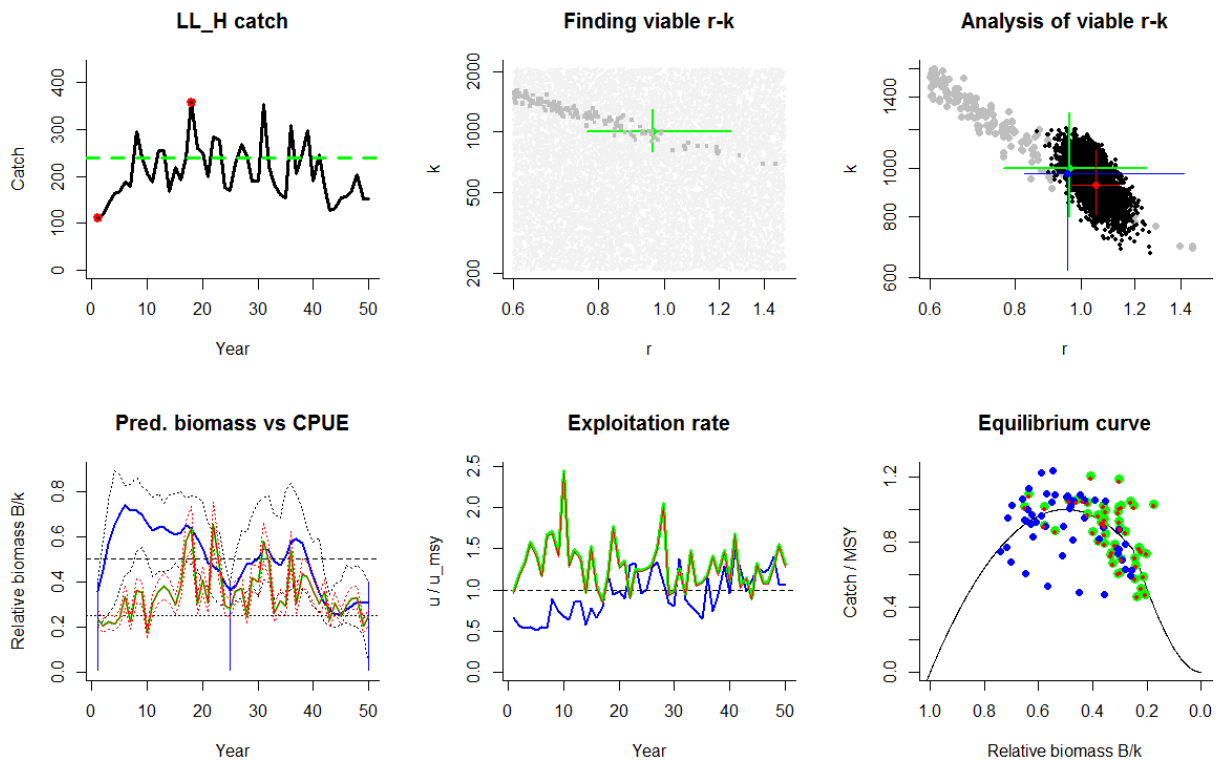 LL_H catch
Catch
400
300
200
100
0
0 10 20 30 40 50
Year
Finding viable r-k
k
2000
1000
500
200
0.6 0.8 1.0 1.2 1.4
r
Analysis of viable r-k
k
1400
1000
800
600
0.6 0.8 1.0 1.2 1.4
r
Pred. biomass vs CPUE
Relative biomass B/k
0.8
0.6
0.4
0.2
0.0
0 10 20 30 40 50
Year
Exploitation rate
u / u_msy
2.5
2.0
1.5
1.0
0.5
0.0
0 10 20 30 40 50
Year
Equilibrium curve
Catch / MSY
1.2
0.8
0.4
0.0
1.0 0.8 0.6 0.4 0.2 0.0
Relative biomass B/k